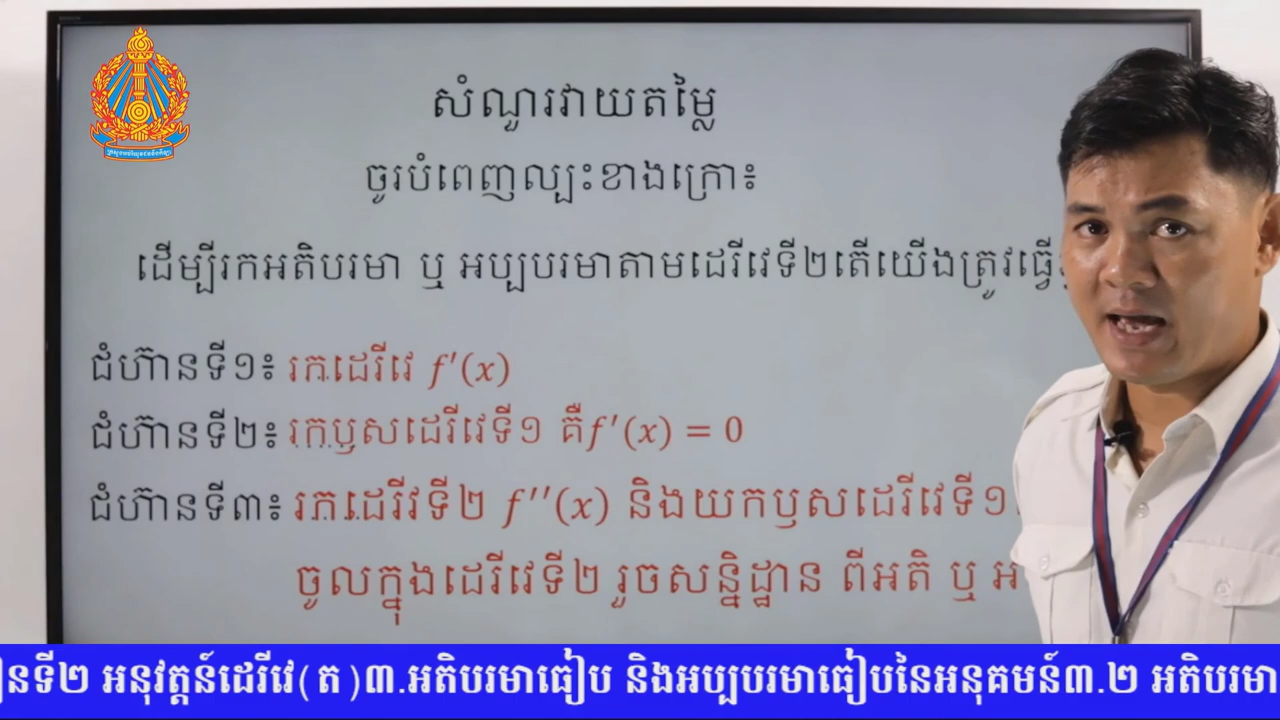 សំណួរវាយតម្លៃ
ចូរបំពេញល្បះខាងក្រោ៖
ដើម្បីរកអតិបរមា ឬ អប្បបរមាតាមដេរីវេទី២តើយើងត្រូវធ្វើ
ជំហ៊ានទី១៖ រកដេរីវេ f′(x)
ជំហ៊ានទី២៖ រកឫសដេរីវេទី១ គឺf′(x) = 0
ជំហ៊ានទី៣៖ រកដេរីវទី២ f′′(x) និងយកឫសដេរីវេទី១
ចូលក្នុងដេរីវេទី២ រួចសន្និដ្ឋាន ពីអតិ ឬ អ
ៀនទី២ អនុវត្តន៍ដេរីវេ(ត)៣.អតិបរមាធៀប និងអប្បបរមាធៀបនៃអនុគមន៍៣.២ អតិបរមា